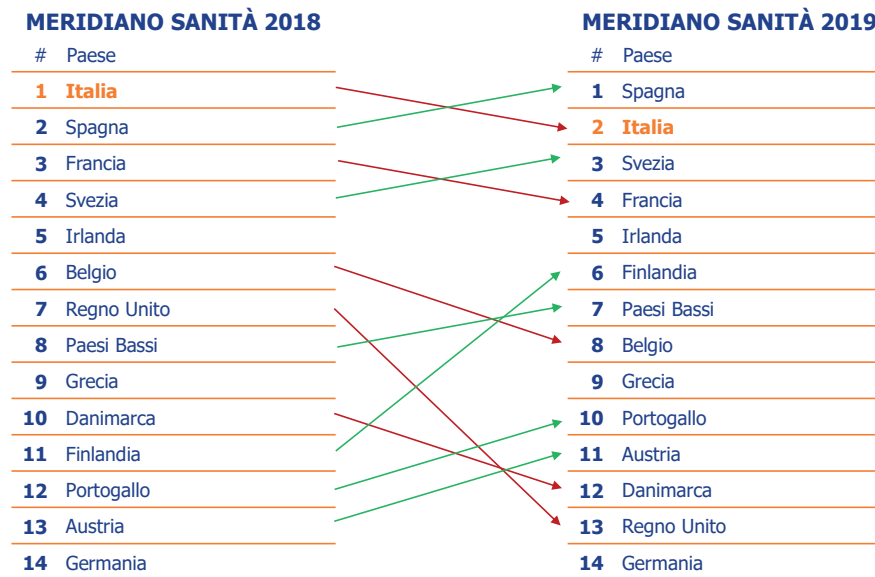 MERIDIANO SANITÀ 2018
# Paese
1 Italia
2 Spagna
3 Francia
4 Svezia
5 Irlanda
6 Belgio
7 Regno Unito
8 Paesi Bassi
9 Grecia
10 Danimarca
11 Finlandia
12 Portogallo
13 Austria
14 Germania
MERIDIANO SANITÀ 2019
# Paese
1 Spagna
2 Italia
3 Svezia
4 Francia
5 Irlanda
6 Finlandia
7 Paesi Bassi
8 Belgio
9 Grecia
10 Portogallo
11 Austria
12 Danimarca
13 Regno Unito
14 Germania